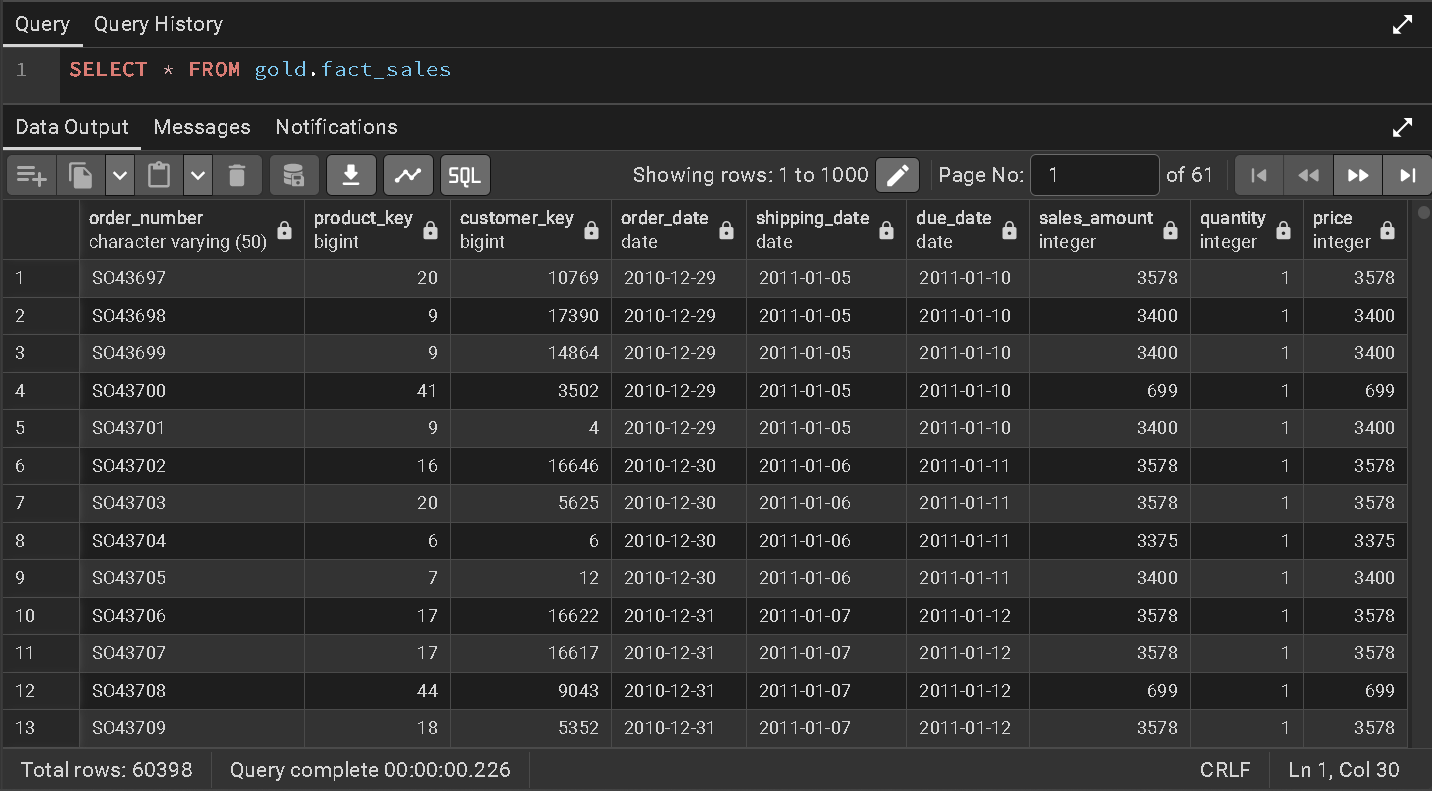 Query Query History
1 SELECT * FROM gold.fact_sales
Data Output Messages Notifications
SQL Showing rows: 1 to 1000 Page No: 1 of 61
order_number product_key customer_key order_date shipping_date due_date sales_amount quantity price
character varying (50) bigint bigint date date date integer integer integer
1 SO43697 20 10769 2010-12-29 2011-01-05 2011-01-10 3578 1 3578
2 SO43698 9 17390 2010-12-29 2011-01-05 2011-01-10 3400 1 3400
3 SO43699 9 14864 2010-12-29 2011-01-05 2011-01-10 3400 1 3400
4 SO43700 41 3502 2010-12-29 2011-01-05 2011-01-10 699 1 699
5 SO43701 9 4 2010-12-29 2011-01-05 2011-01-10 3400 1 3400
6 SO43702 16 16646 2010-12-30 2011-01-06 2011-01-11 3578 1 3578
7 SO43703 20 5625 2010-12-30 2011-01-06 2011-01-11 3578 1 3578
8 SO43704 6 6 2010-12-30 2011-01-06 2011-01-11 3375 1 3375
9 SO43705 7 12 2010-12-30 2011-01-06 2011-01-11 3400 1 3400
10 SO43706 17 16622 2010-12-31 2011-01-07 2011-01-12 3578 1 3578
11 SO43707 17 16617 2010-12-31 2011-01-07 2011-01-12 3578 1 3578
12 SO43708 44 9043 2010-12-31 2011-01-07 2011-01-12 699 1 699
13 SO43709 18 5352 2010-12-31 2011-01-07 2011-01-12 3578 1 3578
Total rows: 60398 Query complete 00:00:00.226 CRLF Ln 1, Col 30